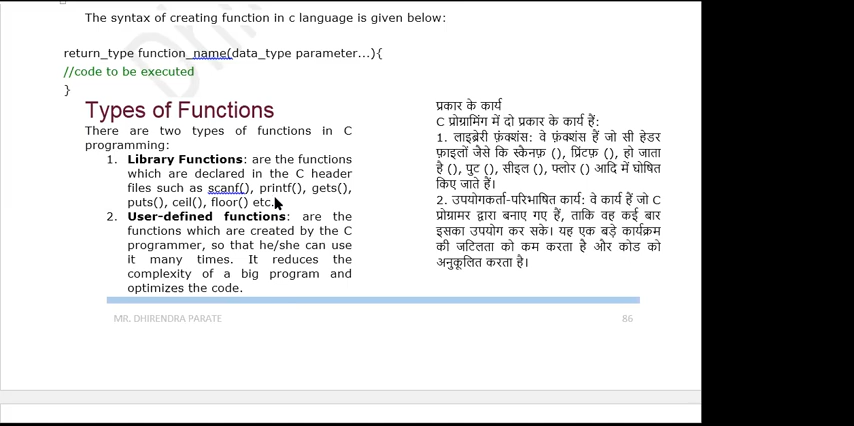 The syntax of creating function in c language is given below:
return_type function_name(data_type parameter...){
//code to be executed
}
Types of Functions
There are two types of functions in C
programming:
1. Library Functions: are the functions
which are declared in the C header
files such as scanf(), printf(), gets(),
puts(), ceil(), floor() etc.
2. User-defined functions: are the
functions which are created by the C
programmer, so that he/she can use
it many times. It reduces the
complexity of a big program and
optimizes the code.
प्रकार के कार्य
C प्रोग्रामिंग में दो प्रकार के कार्य हैं:
1. लाइब्रेरी फ़ंक्शंस: वे फ़ंक्शंस हैं जो सी हेडर
फ़ाइलों जैसे कि स्कैनफ़ (), प्रिंटफ़ (), हो जाता
है (), पुट (), सीइल (), फ्लोर () आदि में घोषित
किए जाते हैं।
2. उपयोगकर्ता-परिभाषित कार्य: वे कार्य हैं जो C
प्रोग्रामर द्वारा बनाए गए हैं, ताकि वह कई बार
इसका उपयोग कर सके। यह एक बड़े कार्यक्रम
की जटिलता को कम करता है और कोड को
अनुकूलित करता है।
MR. DHIRENDRA PARATE
86